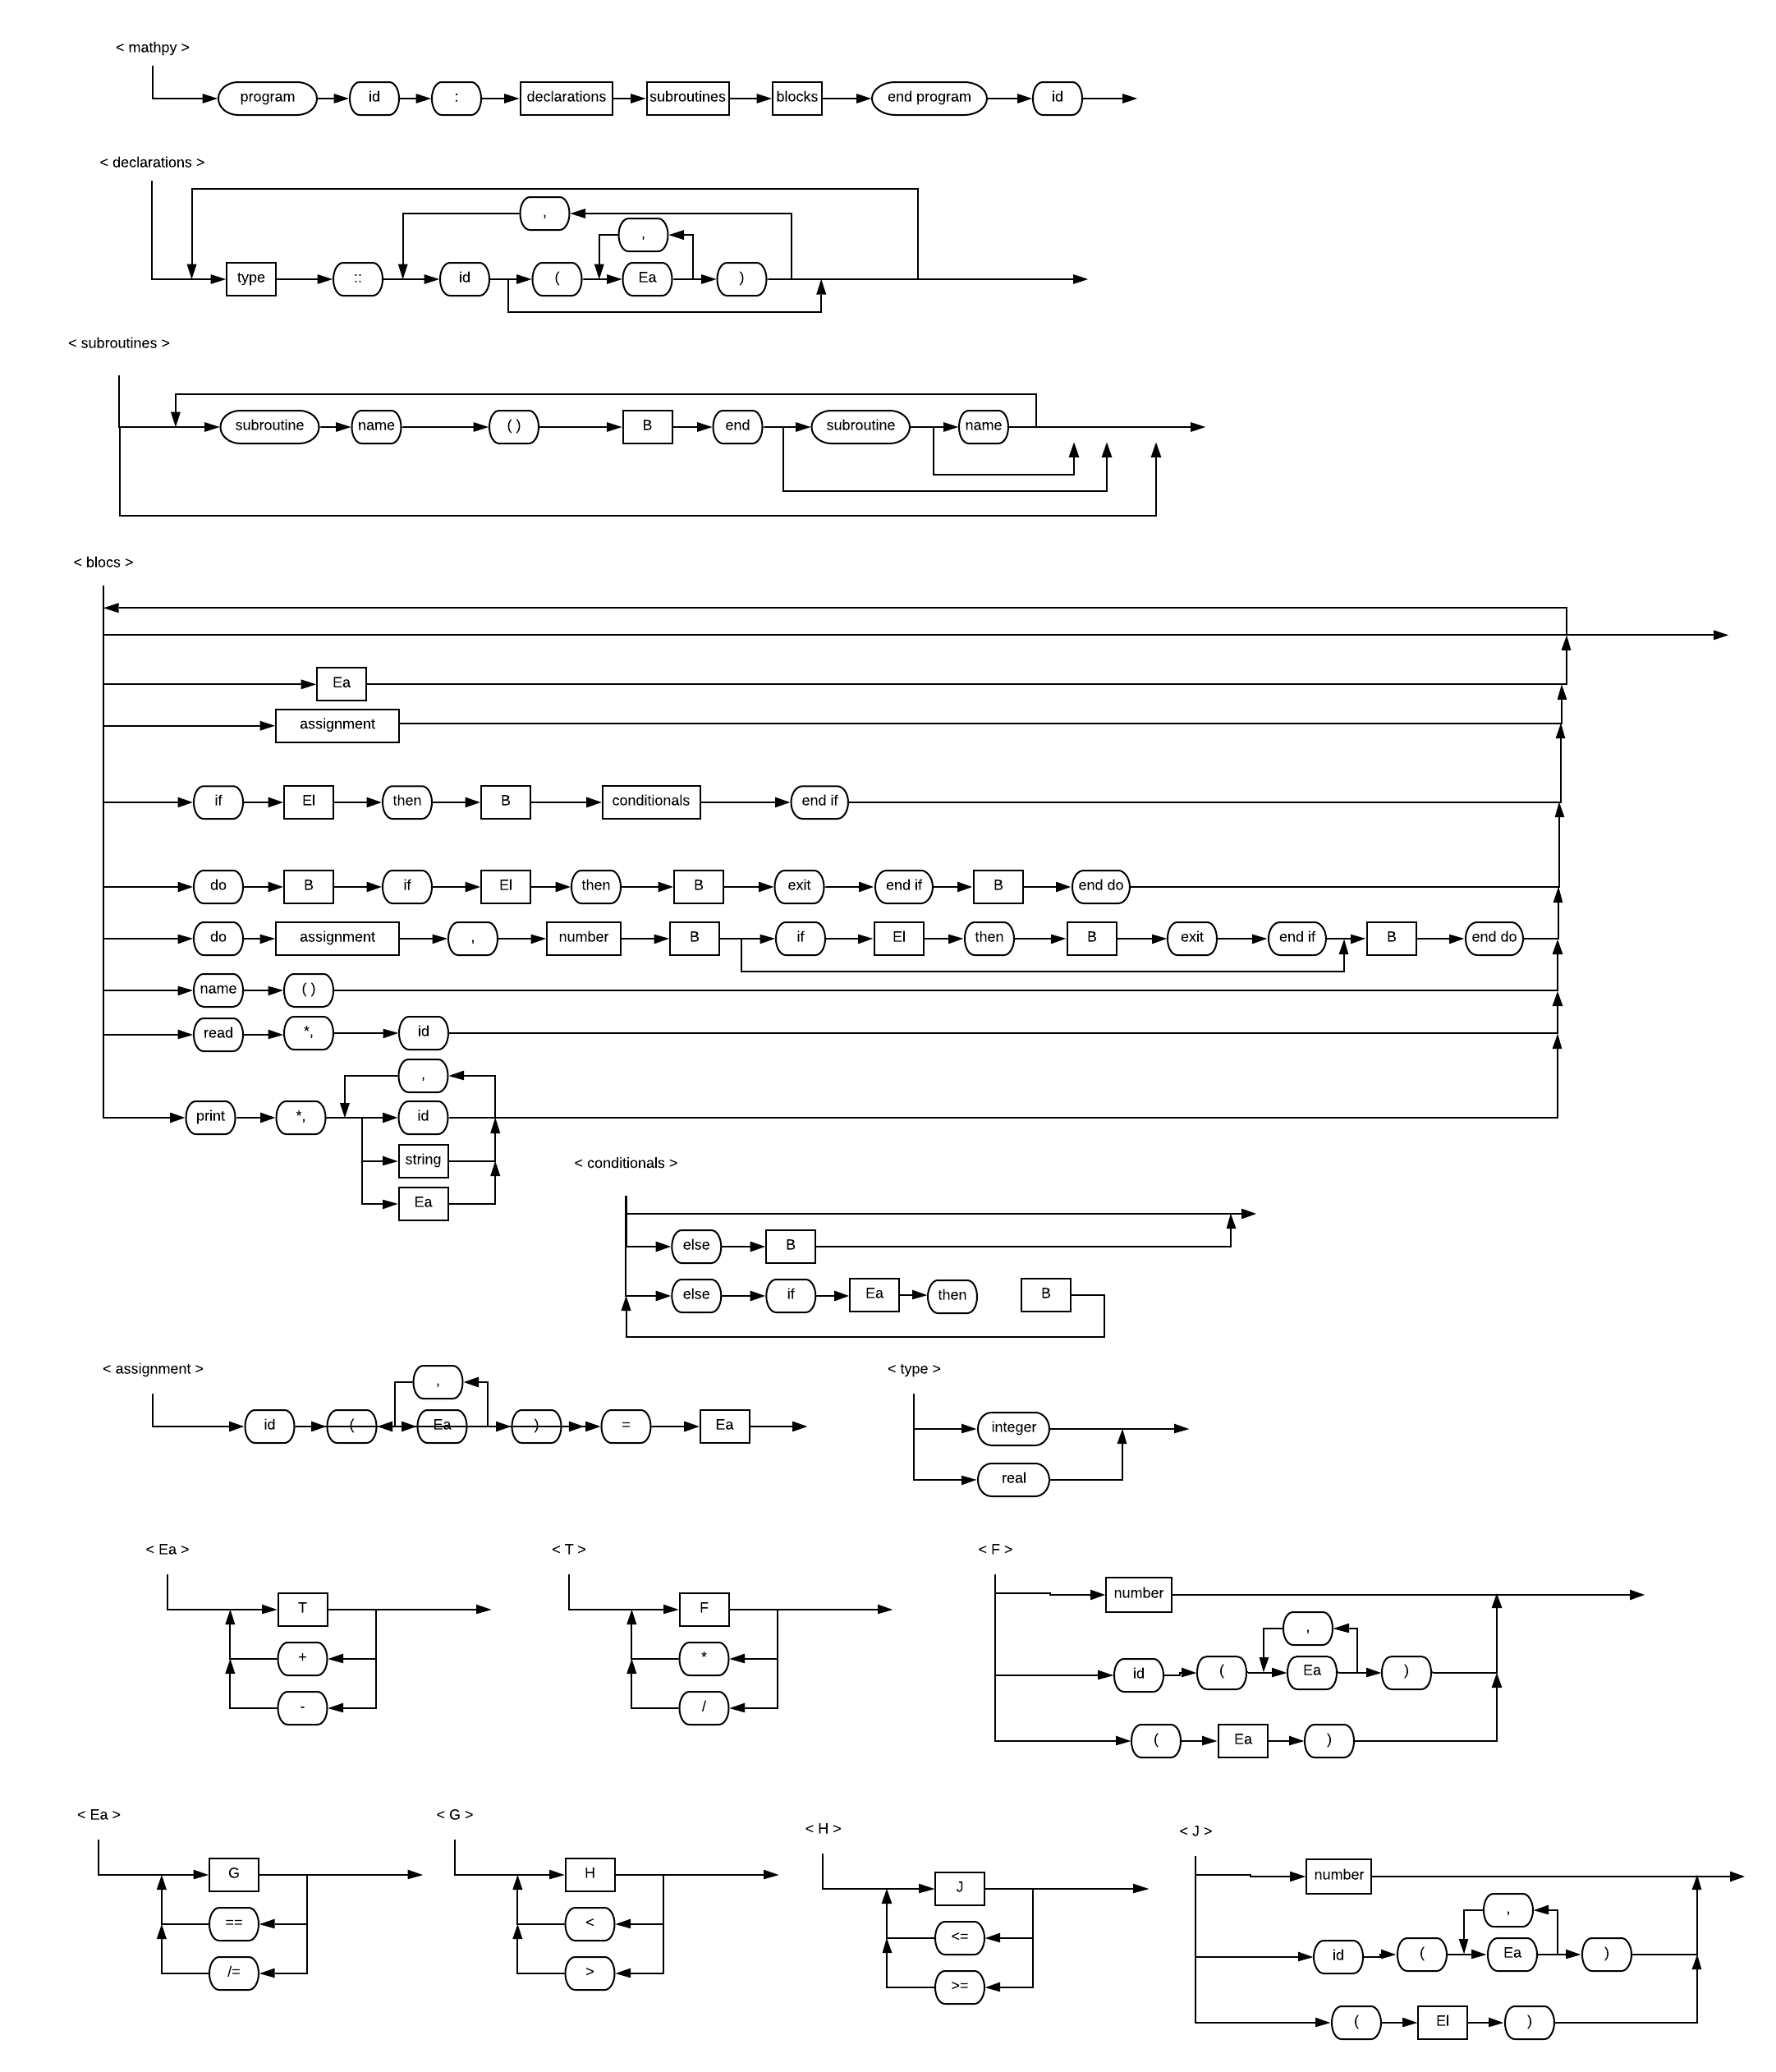 < mathpy >
program id : declarations subroutines blocks end program id
< declarations >
,
,
type :: id ( Ea )
< subroutines >
subroutine name ( ) B end subroutine name
< blocs >
Ea
assignment
if El then B conditionals end if
do B if El then B exit end if B end do
do assignment , number B if El then B exit end if B end do
name ( )
read *, id
,
print *, id
string
Ea
< conditionals >
else B
else if Ea then B
< assignment >
,
id ( Ea ) = Ea
< type >
integer
real
< Ea >
T
+
-
< T >
F
*
/
< F >
number
,
id ( Ea )
( Ea )
< Ea >
G
==
/=
< G >
H
<
>
< H >
J
<=
>=
< J >
number
,
id ( Ea )
( El )